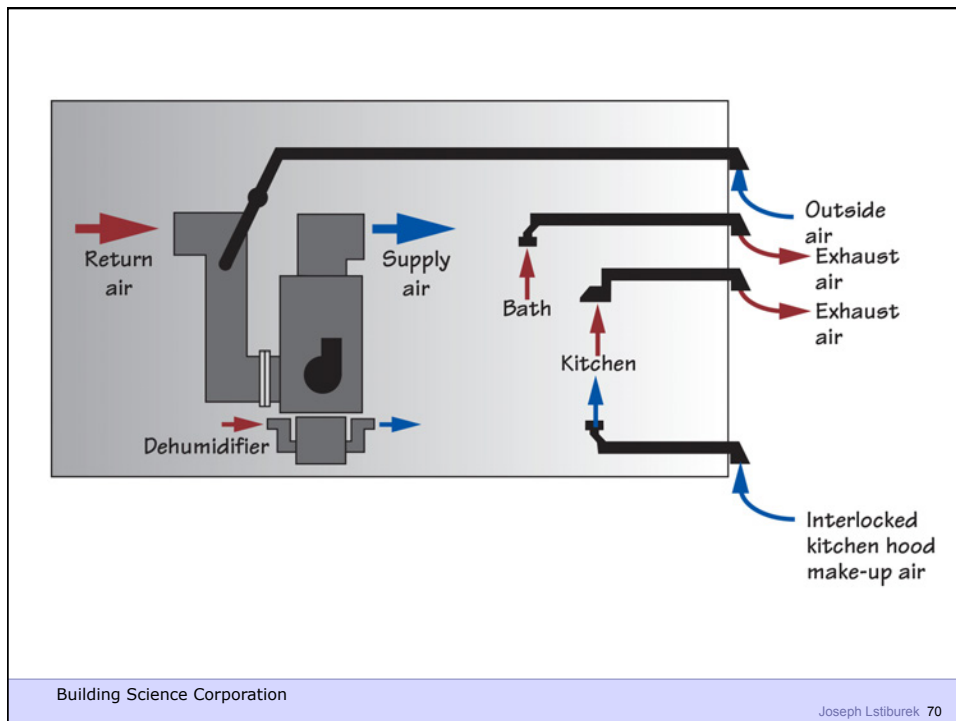 Return
air
Supply
air
Bath
Kitchen
Dehumidifier
Outside
air
Exhaust
air
Exhaust
air
Interlocked
kitchen hood
make-up air
Building Science Corporation
Joseph Lstiburek 70